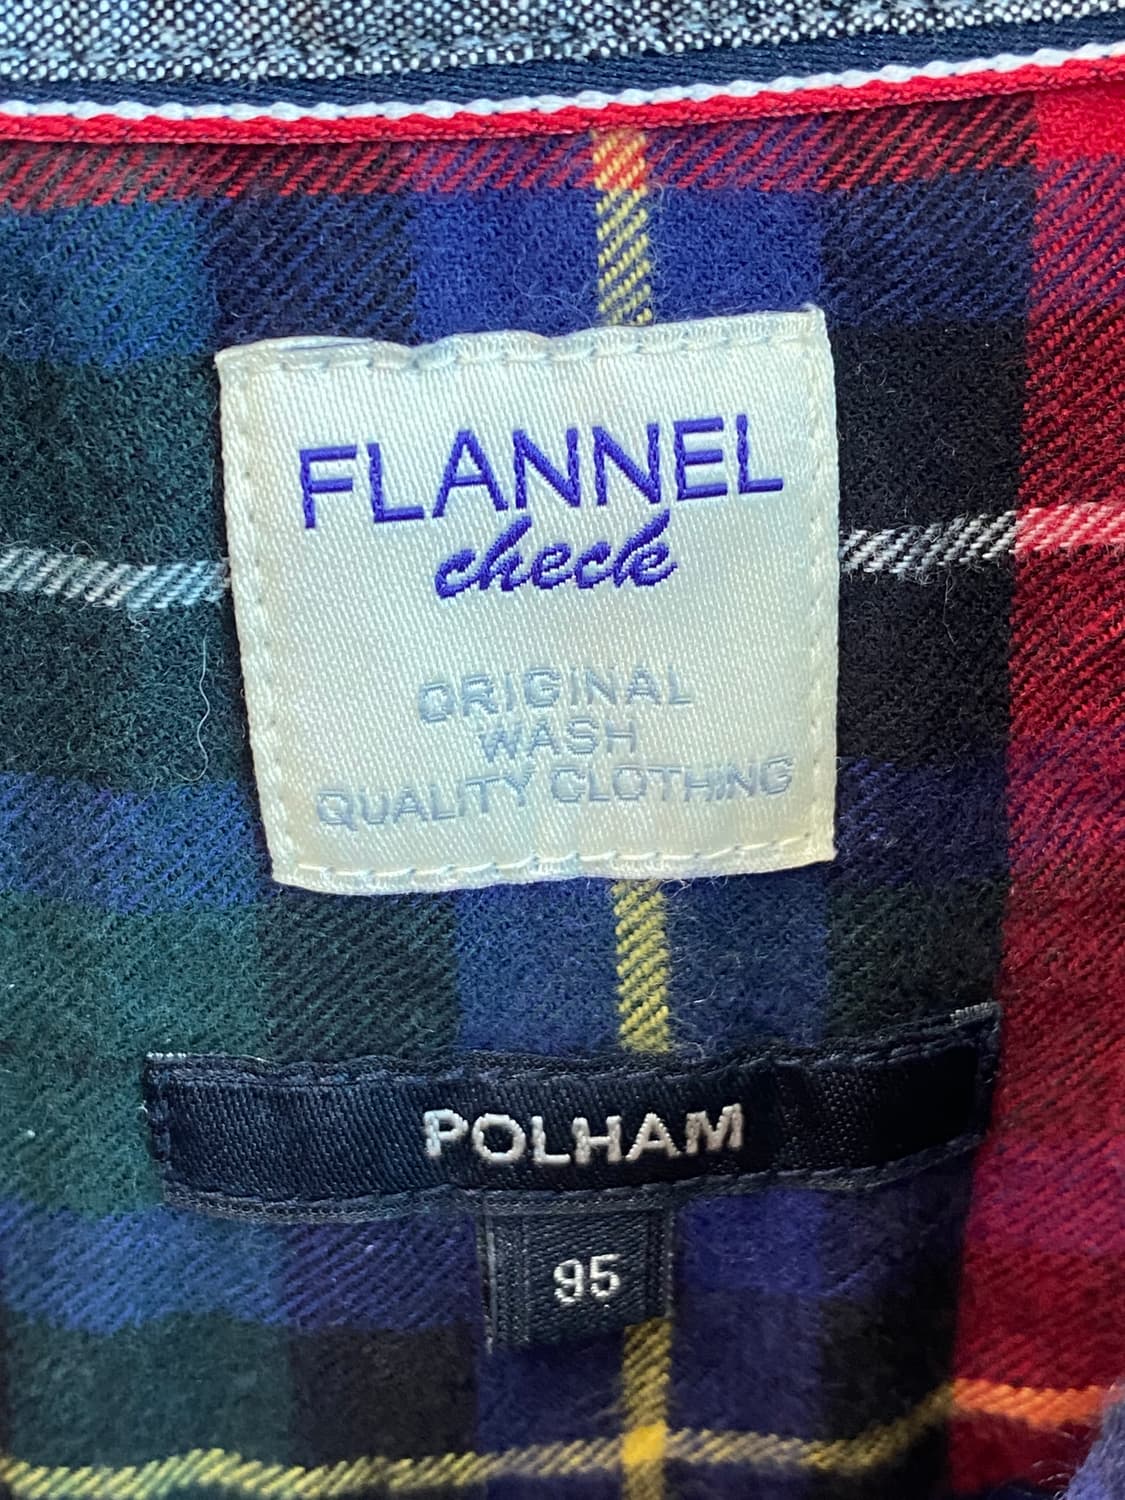 FLANNEL
check
ORIGINAL
WASH
QUALITY CLOTHING
POLHAM
95